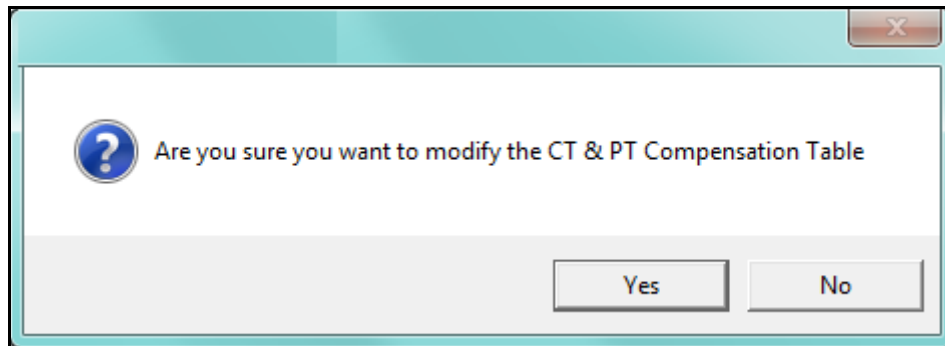 Are you sure you want to modify the CT & PT Compensation Table
Yes No